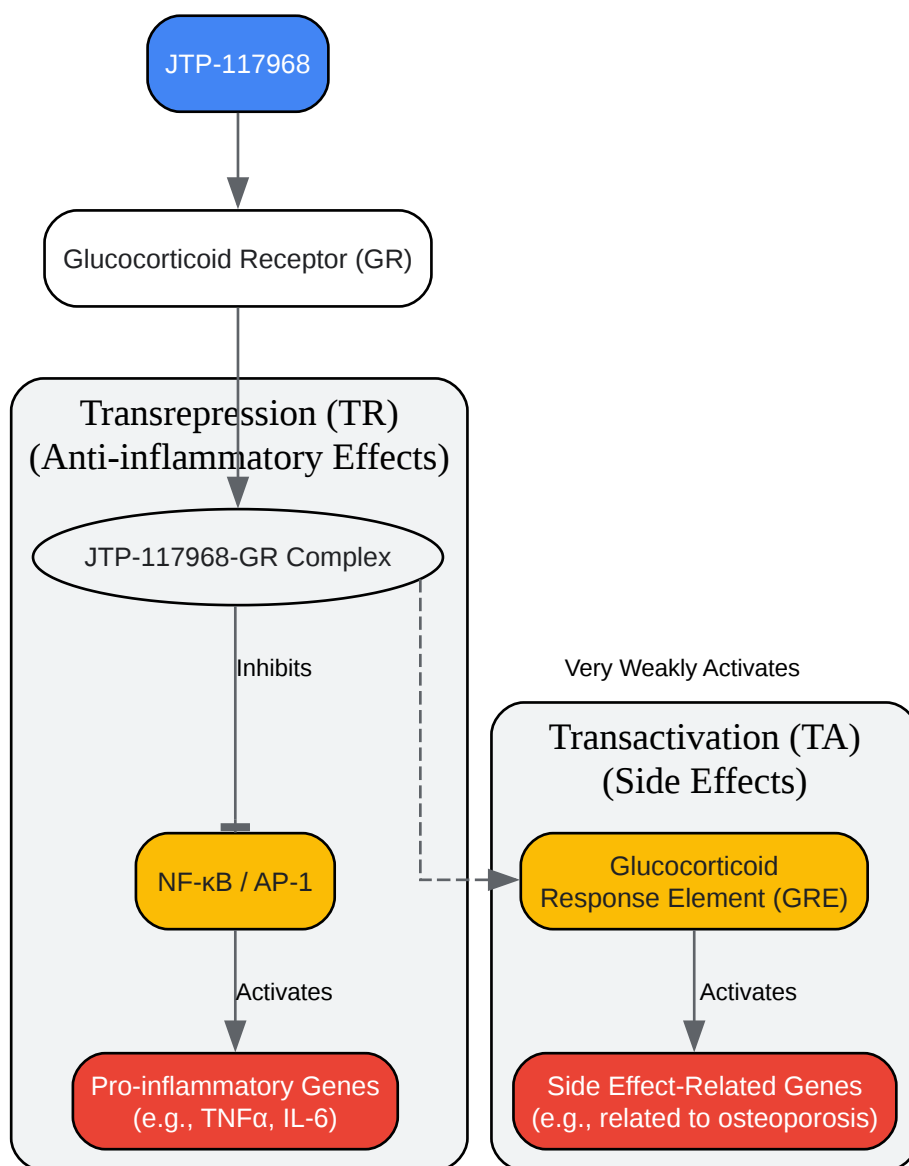 JTP-117968
Glucocorticoid Receptor (GR)
Transrepression (TR)
(Anti-inflammatory Effects)
JTP-117968-GR Complex
Inhibits
Very Weakly Activates
Transactivation (TA)
(Side Effects)
NF-κB / AP-1
Glucocorticoid
Response Element (GRE)
Activates
Activates
Pro-inflammatory Genes
(e.g., TNFα, IL-6)
Side Effect-Related Genes
(e.g., related to osteoporosis)